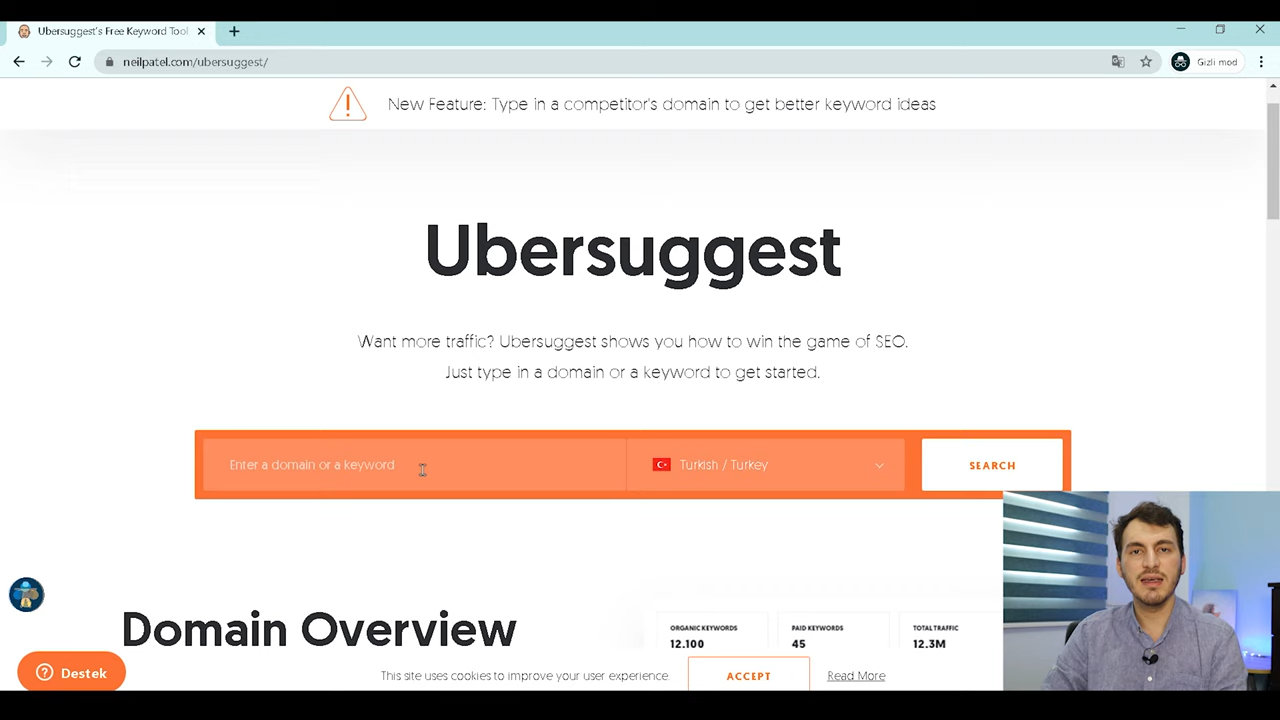 Ubersuggest's Free Keyword Tool
neilpatel.com/ubersuggest/
Gizli mod
New Feature: Type in a competitor's domain to get better keyword ideas
Ubersuggest
Want more traffic? Ubersuggest shows you how to win the game of SEO.
Just type in a domain or a keyword to get started.
Enter a domain or a keyword
Turkish / Turkey
SEARCH
Domain Overview
ORGANIC KEYWORDS
12.100
PAID KEYWORDS
45
TOTAL TRAFFIC
12.3M
Destek
This site uses cookies to improve your user experience.
ACCEPT
Read More